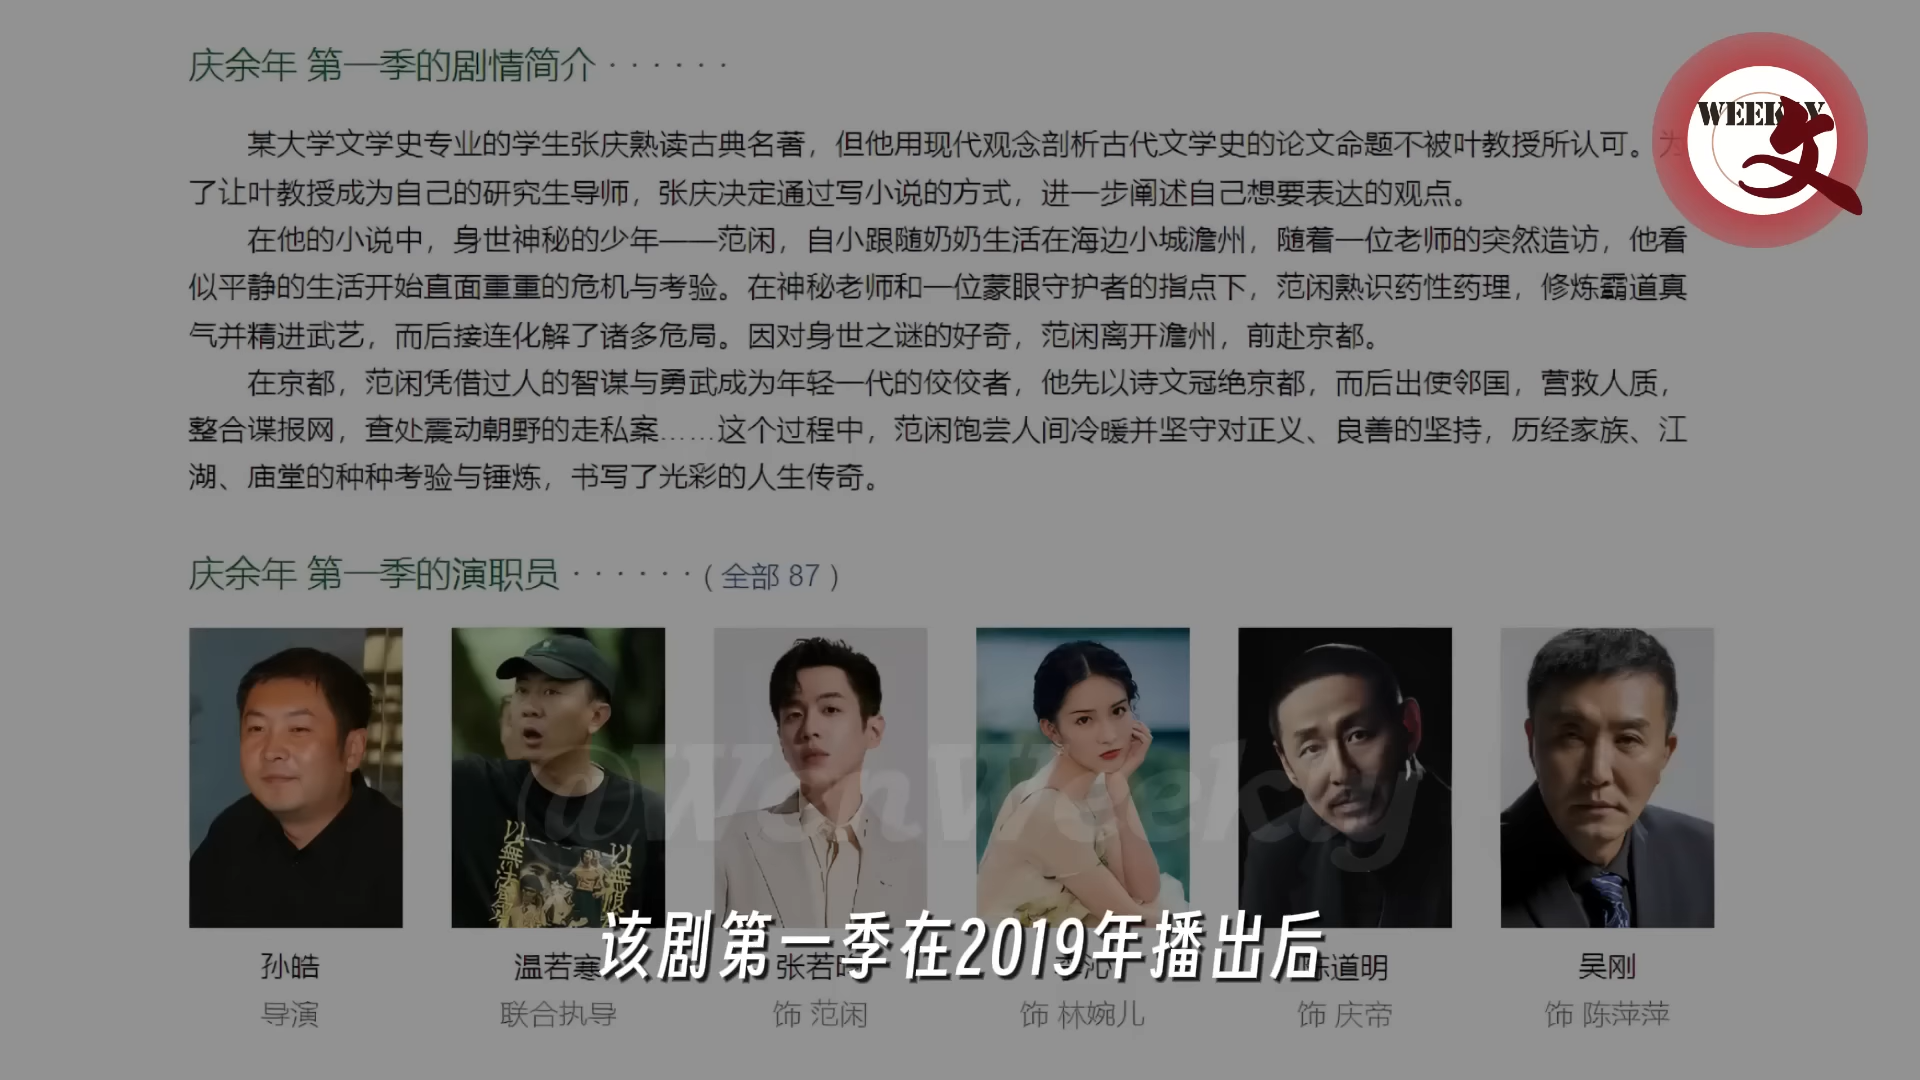 庆余年 第一季的剧情简介 · · · · · ·
WEEKLY
文
某大学文学史专业的学生张庆熟读古典名著，但他用现代观念剖析古代文学史的论文命题不被叶教授所认可。为
了让叶教授成为自己的研究生导师，张庆决定通过写小说的方式，进一步阐述自己想要表达的观点。
在他的小说中，身世神秘的少年——范闲，自小跟随奶奶生活在海边小城澹州，随着一位老师的突然造访，他看
似平静的生活开始直面重重的危机与考验。在神秘老师和一位蒙眼守护者的指点下，范闲熟识药性药理，修炼霸道真
气并精进武艺，而后接连化解了诸多危局。因对身世之谜的好奇，范闲离开澹州，前赴京都。
在京都，范闲凭借过人的智谋与勇武成为年轻一代的佼佼者，他先以诗文冠绝京都，而后出使邻国，营救人质，
整合谍报网，查处震动朝野的走私案……这个过程中，范闲饱尝人间冷暖并坚守对正义、良善的坚持，历经家族、江
湖、庙堂的种种考验与锤炼，书写了光彩的人生传奇。
庆余年 第一季的演职员 · · · · · · ( 全部 87 )
@WenWeekly
该剧第一季在2019年播出后
孙皓 温若寒 张若 沁 陈道明 吴刚
导演 联合执导 饰 范闲 饰 林婉儿 饰 庆帝 饰 陈萍萍